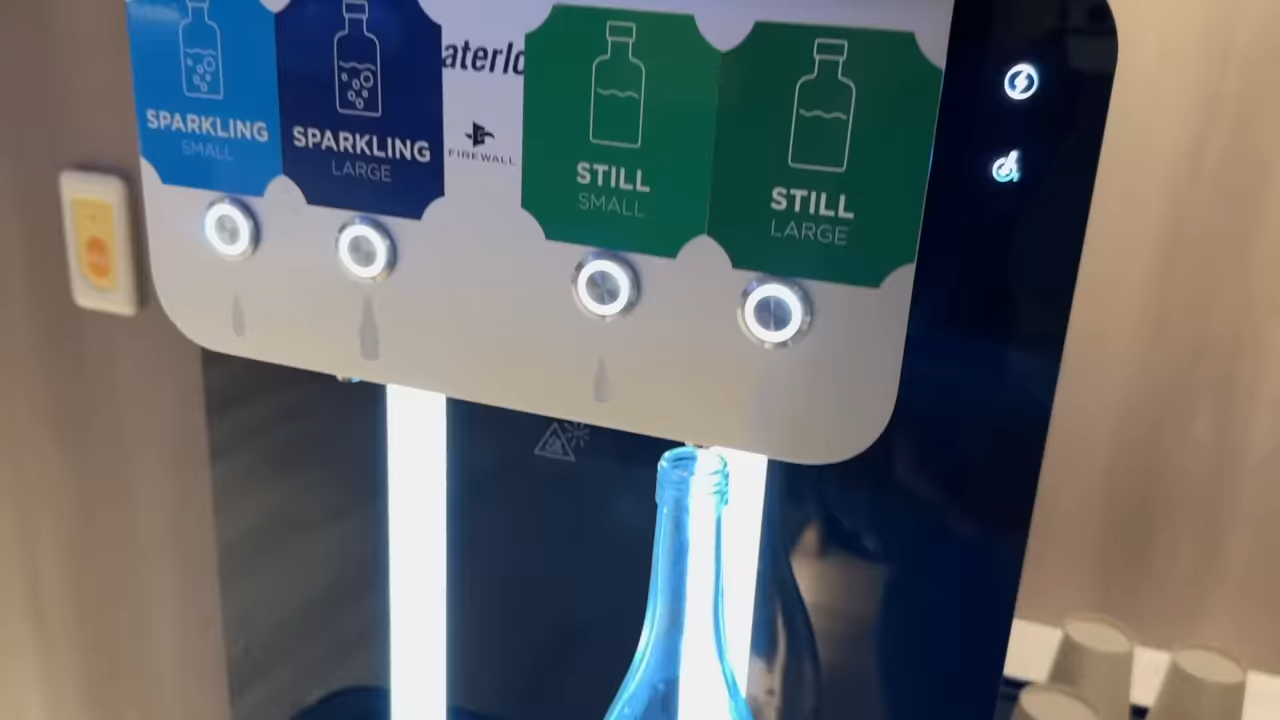 SPARKLING
SMALL
SPARKLING
LARGE
aterlo
FIREWALL
STILL
SMALL
STILL
LARGE